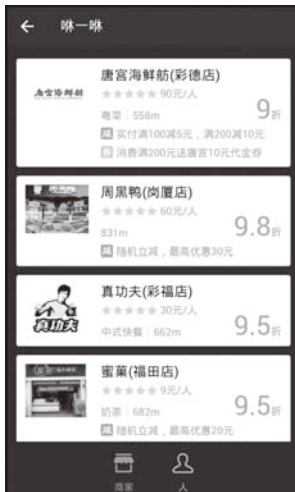 咻一咻
唐宫海鲜舫(彩德店)
唐宫海鲜舫
★★★★★ 90元/人
9折
粤菜 | 558m
减 实付满100减5元，满200减10元
消费满200元送唐宫10元代金券
周黑鸭(岗厦店)
★★★★★ 60元/人
9.8折
831m
减 随机立减，最高优惠30元
真功夫(彩福店)
★★★★★ 30元/人
真功夫
9.5折
中式快餐 | 662m
蜜菓(福田店)
★★★★★ 9元/人
9.5折
奶茶 | 682m
减 随机立减，最高优惠20元
商家
人